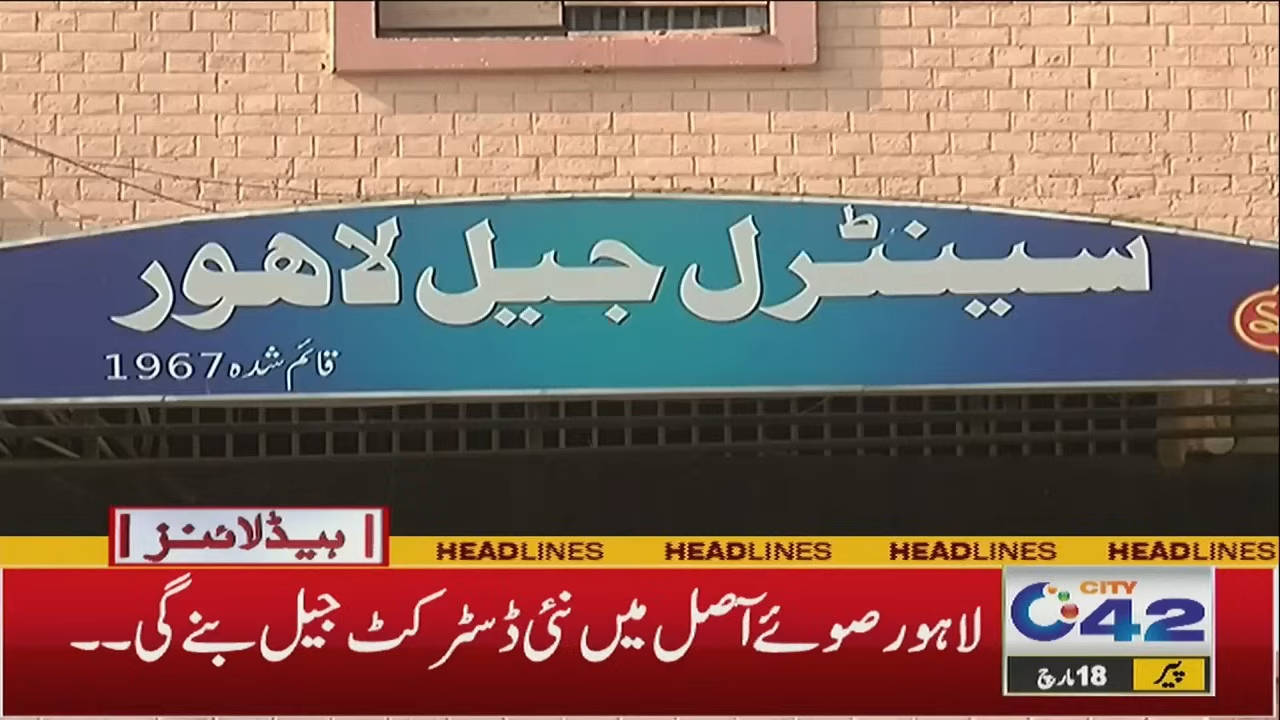 سینٹرل جیل لاہور
قائم شدہ 1967
ہیڈلائنز
HEADLINES HEADLINES HEADLINES HEADLINES
لاہور صوئے آصل میں نئی ڈسٹرکٹ جیل بنے گی۔۔
CITY
42
پیر 18 مارچ